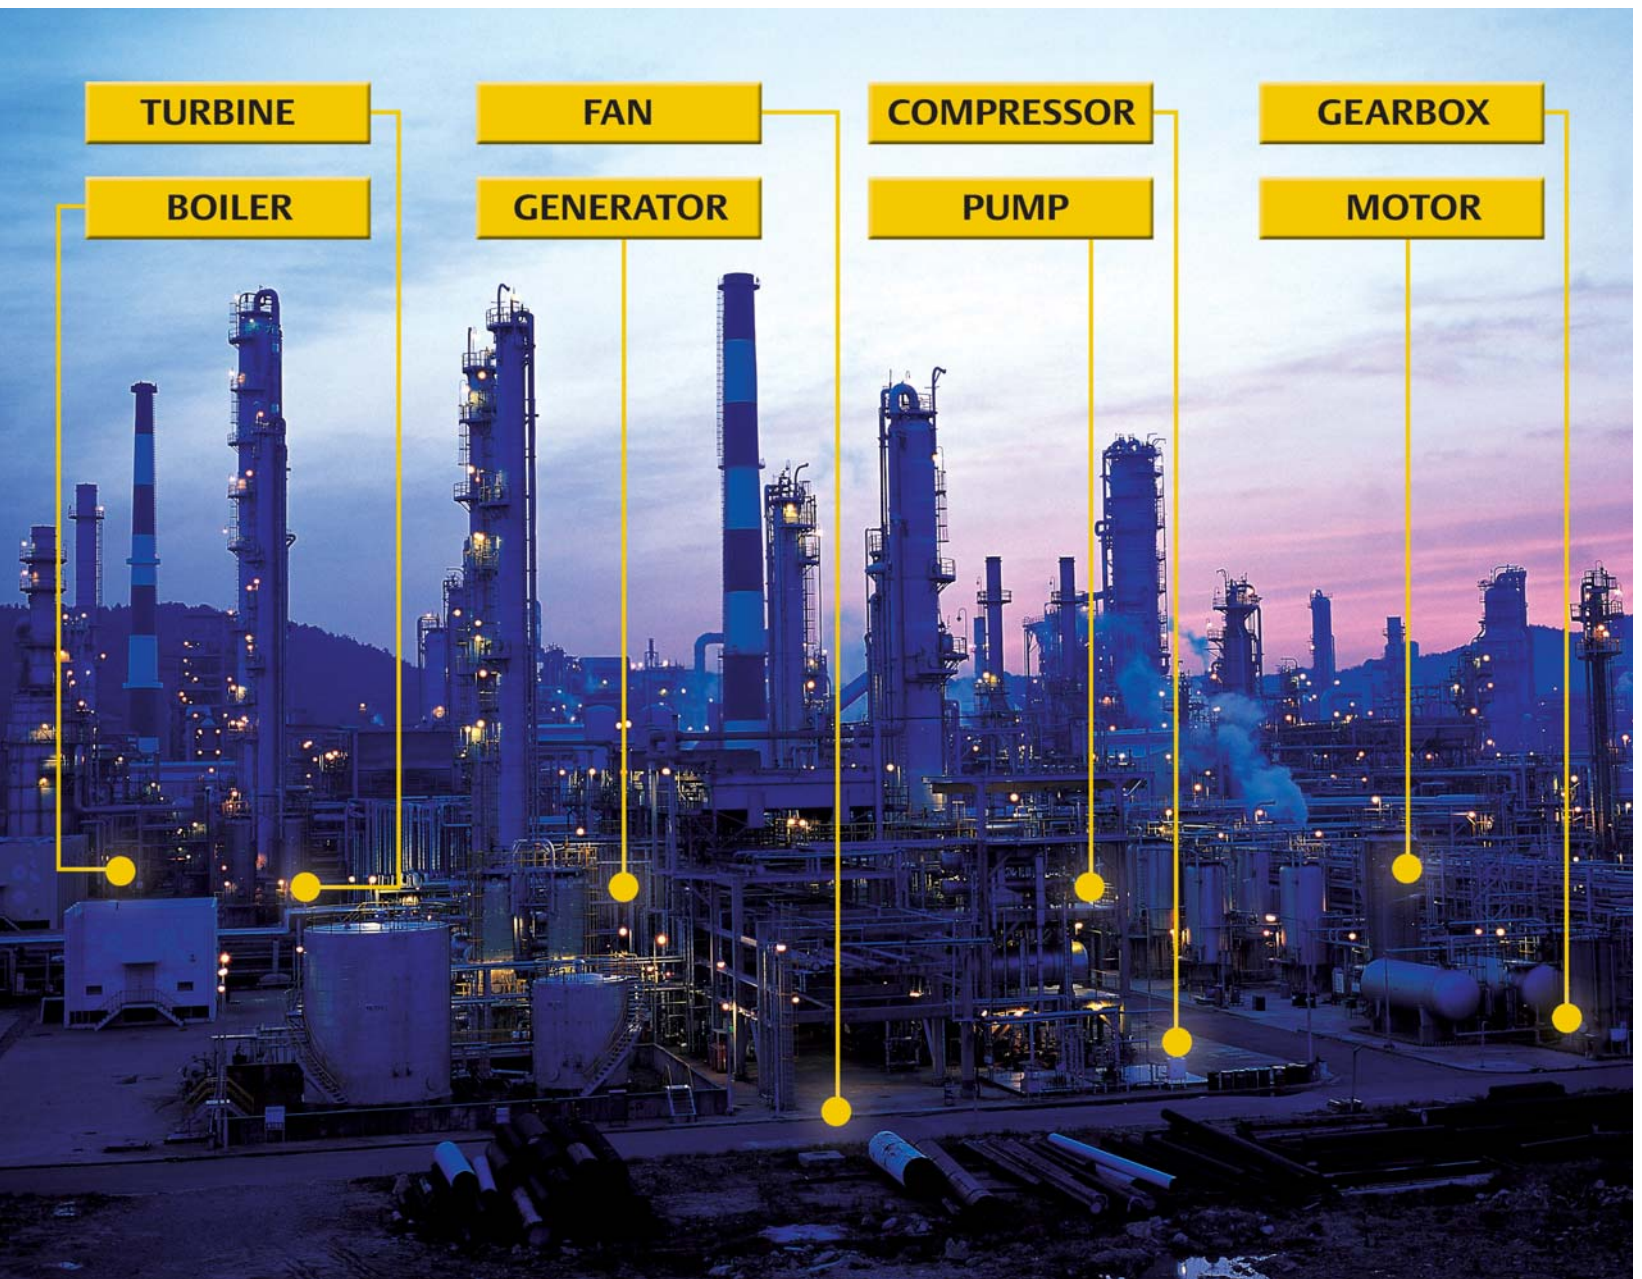 TURBINE
FAN
COMPRESSOR
GEARBOX
BOILER
GENERATOR
PUMP
MOTOR